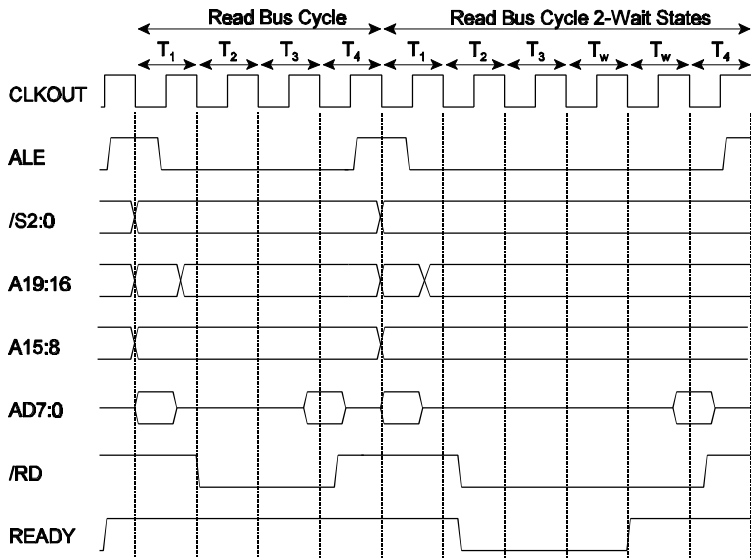 Read Bus Cycle Read Bus Cycle 2-Wait States
T1 T2 T3 T4 T1 T2 T3 Tw Tw T4
CLKOUT
ALE
/S2:0
A19:16
A15:8
AD7:0
/RD
READY